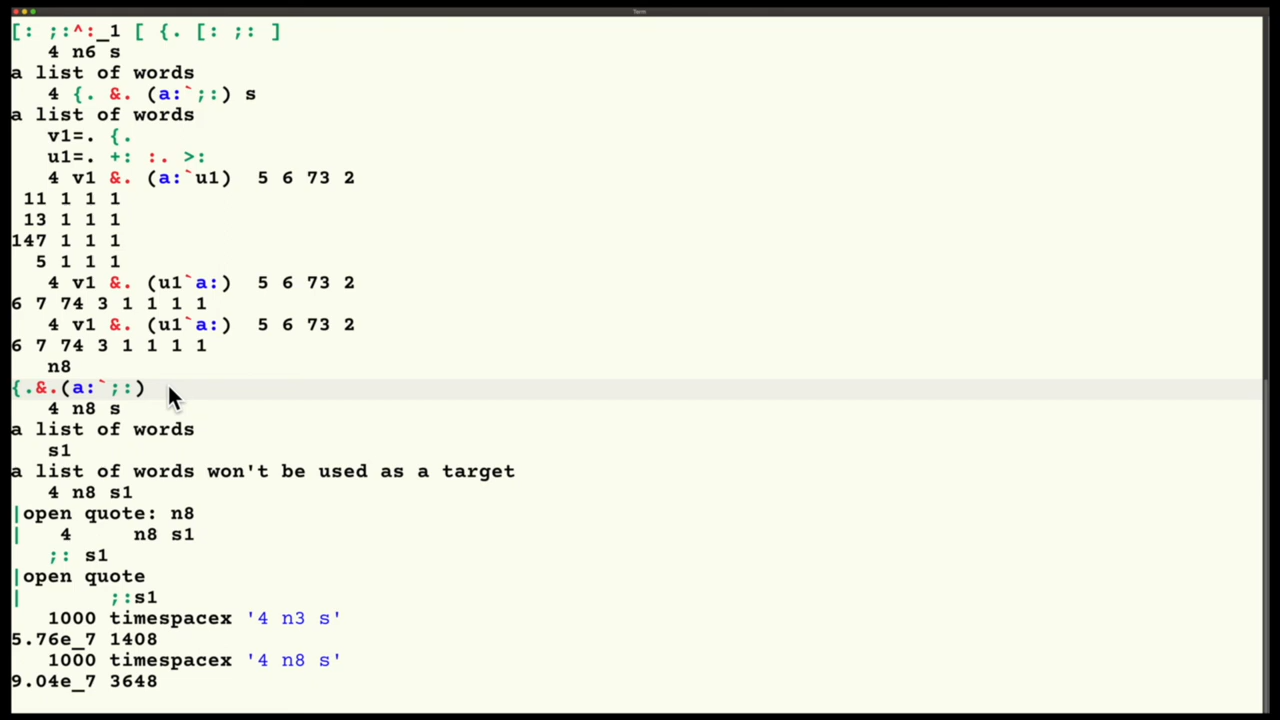 Term
[: ;:^:_1 [ {. [: ;: ]
4 n6 s
a list of words
4 {. &. (a:`;:) s
a list of words
v1=. {.
u1=. +: :. >:
4 v1 &. (a:`u1)  5 6 73 2
11 1 1 1
13 1 1 1
147 1 1 1
5 1 1 1
4 v1 &. (u1`a:)  5 6 73 2
6 7 74 3 1 1 1 1
4 v1 &. (u1`a:)  5 6 73 2
6 7 74 3 1 1 1 1
n8
{.&.(a:`;:)
4 n8 s
a list of words
s1
a list of words won't be used as a target
4 n8 s1
|open quote: n8
|   4     n8 s1
;: s1
|open quote
|       ;:s1
1000 timespacex '4 n3 s'
5.76e_7 1408
1000 timespacex '4 n8 s'
9.04e_7 3648